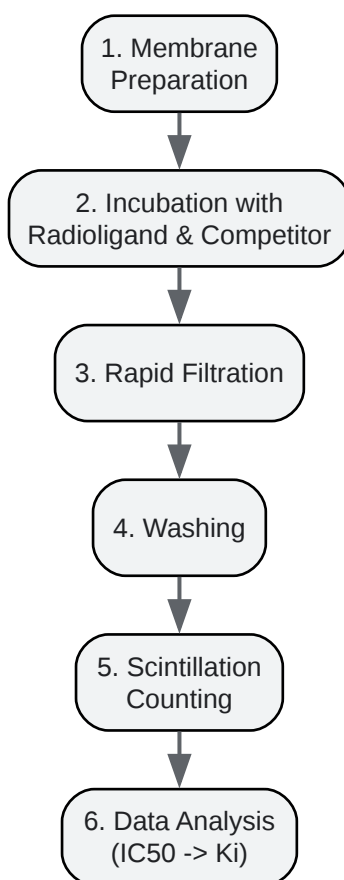 1. Membrane
Preparation
2. Incubation with
Radioligand & Competitor
3. Rapid Filtration
4. Washing
5. Scintillation
Counting
6. Data Analysis
(IC50 -> Ki)